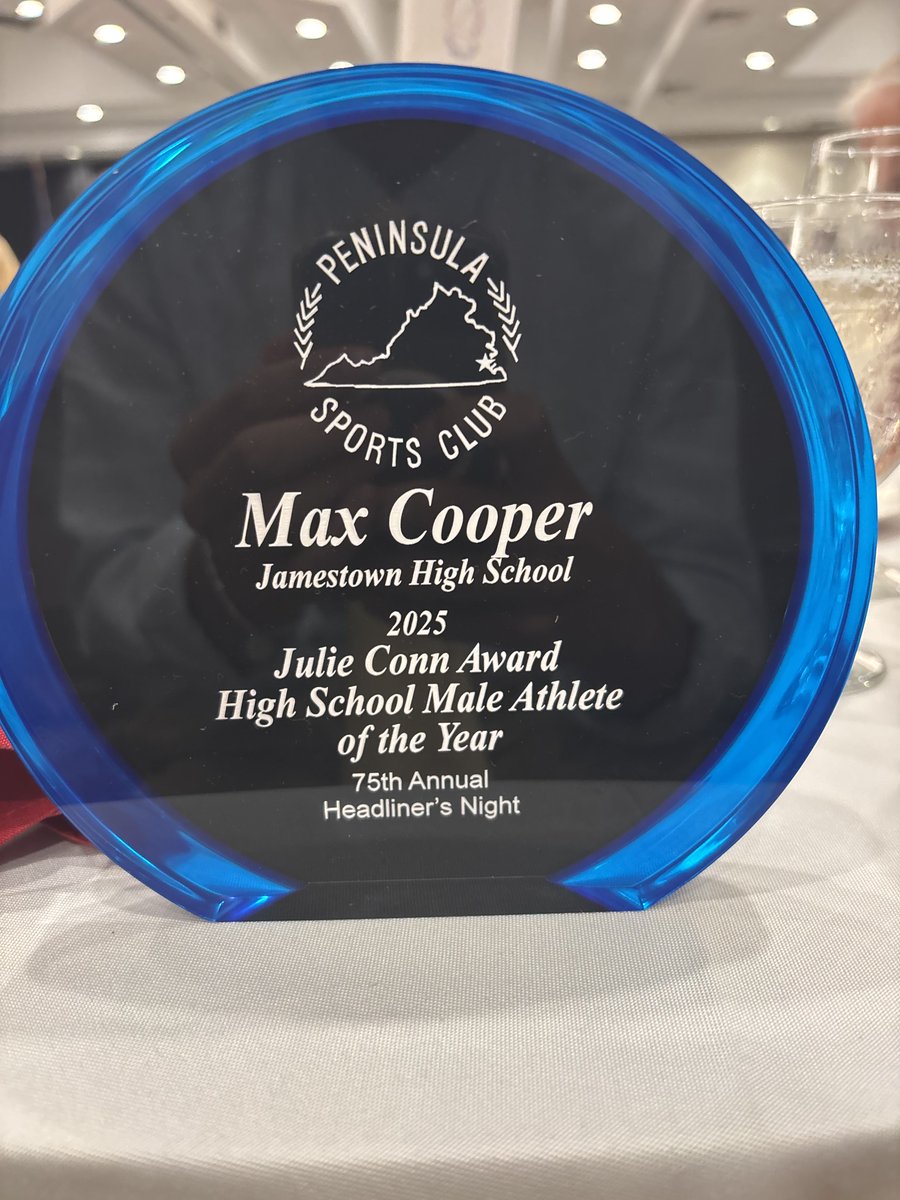 PENINSULA
SPORTS CLUB
Max Cooper
Jamestown High School
2025
Julie Conn Award
High School Male Athlete
of the Year
75th Annual
Headliner's Night